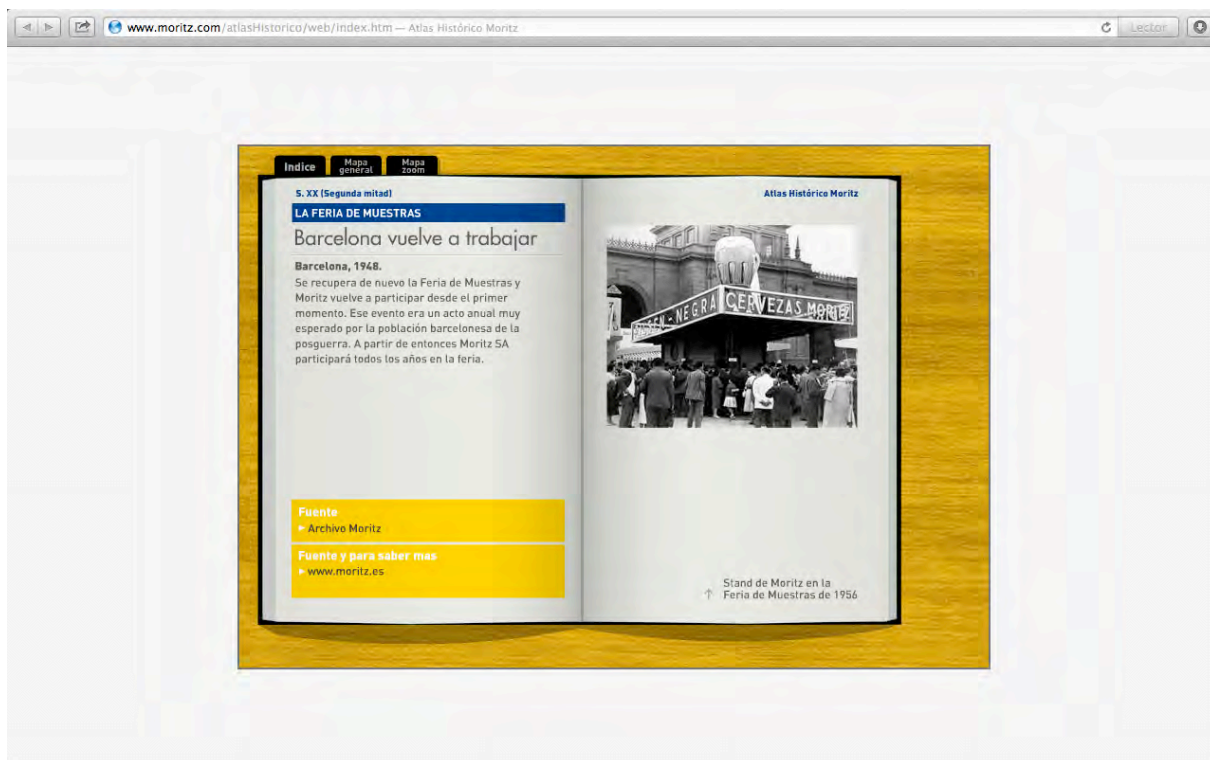 www.moritz.com/atlasHistorico/web/index.htm — Atlas Histórico Moritz
Lector
Indice
Mapa
general
Mapa
zoom
S. XX (Segunda mitad)
LA FERIA DE MUESTRAS
Barcelona vuelve a trabajar
Barcelona, 1948.
Se recupera de nuevo la Feria de Muestras y
Moritz vuelve a participar desde el primer
momento. Ese evento era un acto anual muy
esperado por la población barcelonesa de la
posguerra. A partir de entonces Moritz SA
participará todos los años en la feria.
Fuente
Archivo Moritz
Fuente y para saber mas
www.moritz.es
Atlas Histórico Moritz
NEGRA CERVEZAS MORITZ
Stand de Moritz en la
Feria de Muestras de 1956